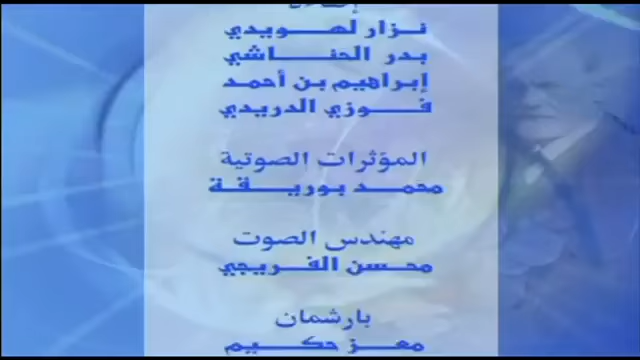 نزار لهويدي
بدر الحناشي
إبراهيم بن أحمد
فوزي الدريدي
المؤثرات الصوتية
محمد بوريقة
مهندس الصوت
محسن الفريجي
بارشمان
معز حكيم